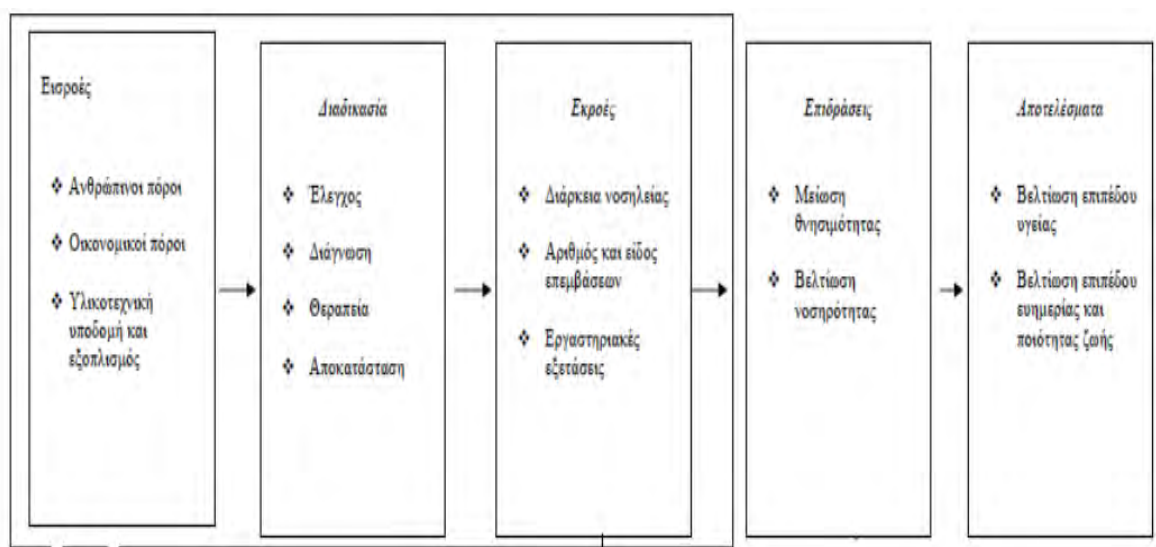 Εισροές
❖ Ανθρώπινοι πόροι
❖ Οικονομικοί πόροι
❖ Υλικοτεχνική
υποδομή και
εξοπλισμός
Διαδικασία
❖ Έλεγχος
❖ Διάγνωση
❖ Θεραπεία
❖ Αποκατάσταση
Εκροές
❖ Διάρκεια νοσηλείας
❖ Αριθμός και είδος
επεμβάσεων
❖ Εργαστηριακές
εξετάσεις
Επιδράσεις
❖ Μείωση
θνησιμότητας
❖ Βελτίωση
νοσηρότητας
Αποτελέσματα
❖ Βελτίωση επιπέδου
υγείας
❖ Βελτίωση επιπέδου
ευημερίας και
ποιότητας ζωής